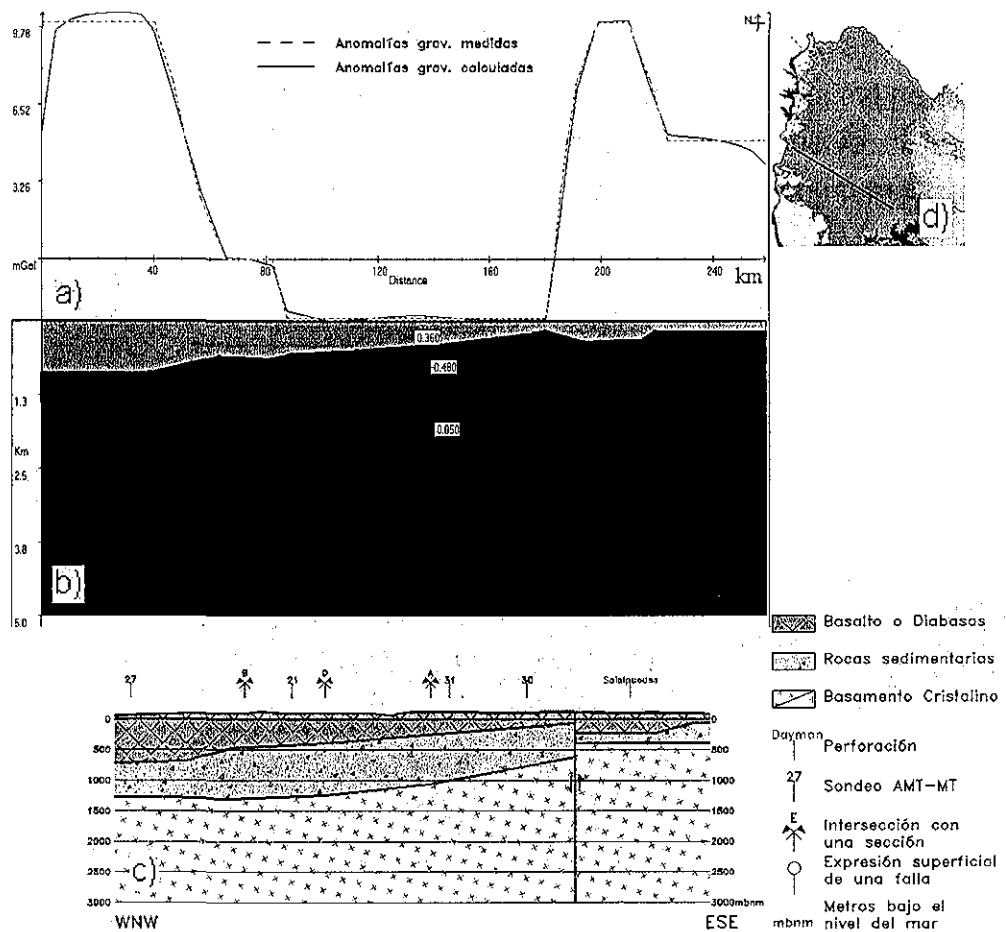 9.78
6.52
3.26
mGal
40
80
120
160
200
240
km
Distance
Anomalías grav. medidas
Anomalías grav. calculadas
a)
N
d)
0.360
-0.480
0.050
1.3
Km
2.5
3.8
5.0
b)
27
B
21
D
A
31
30
0
500
1000
1500
2000
2500
3000
0
500
1000
1500
2000
2500
3000mbnm
c)
WNW
ESE
Basalto o Diabasas
Rocas sedimentarias
Basamento Cristalino
Dayman
Perforación
27
Sondeo AMT-MT
E
Intersección con
una sección
Expresión superficial
de una falla
mbnm
Metros bajo el
nivel del mar